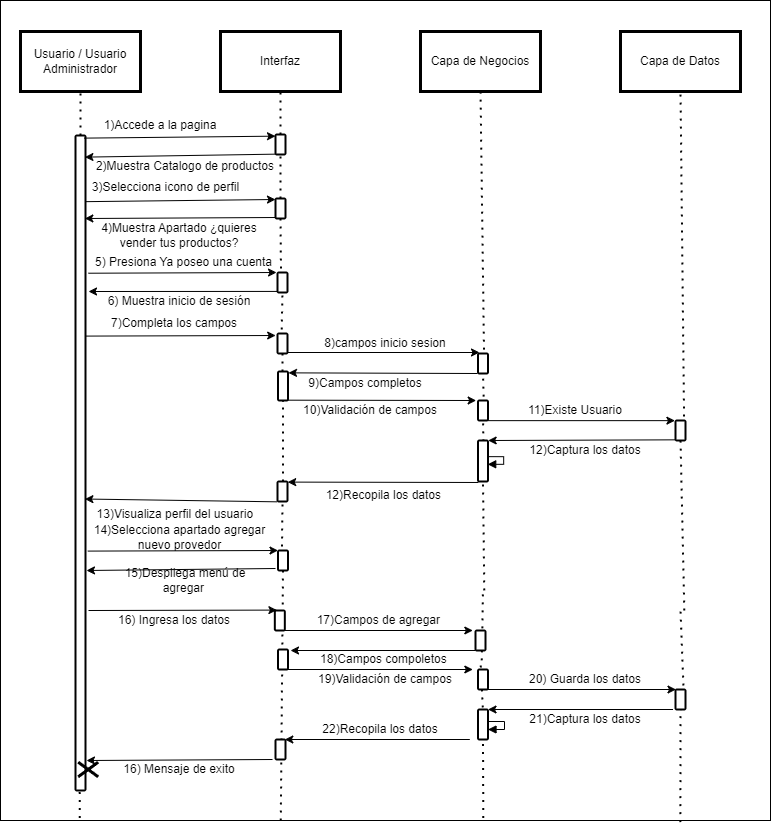 Usuario / Usuario
Administrador
Interfaz
Capa de Negocios
Capa de Datos
1)Accede a la pagina
2)Muestra Catalogo de productos
3)Selecciona icono de perfil
4)Muestra Apartado ¿quieres
vender tus productos?
5) Presiona Ya poseo una cuenta
6) Muestra inicio de sesión
7)Completa los campos
8)campos inicio sesion
9)Campos completos
10)Validación de campos
11)Existe Usuario
12)Captura los datos
12)Recopila los datos
13)Visualiza perfil del usuario
14)Selecciona apartado agregar
nuevo provedor
15)Despliega menú de
agregar
16) Ingresa los datos
17)Campos de agregar
18)Campos compoletos
19)Validación de campos
20) Guarda los datos
21)Captura los datos
22)Recopila los datos
16) Mensaje de exito